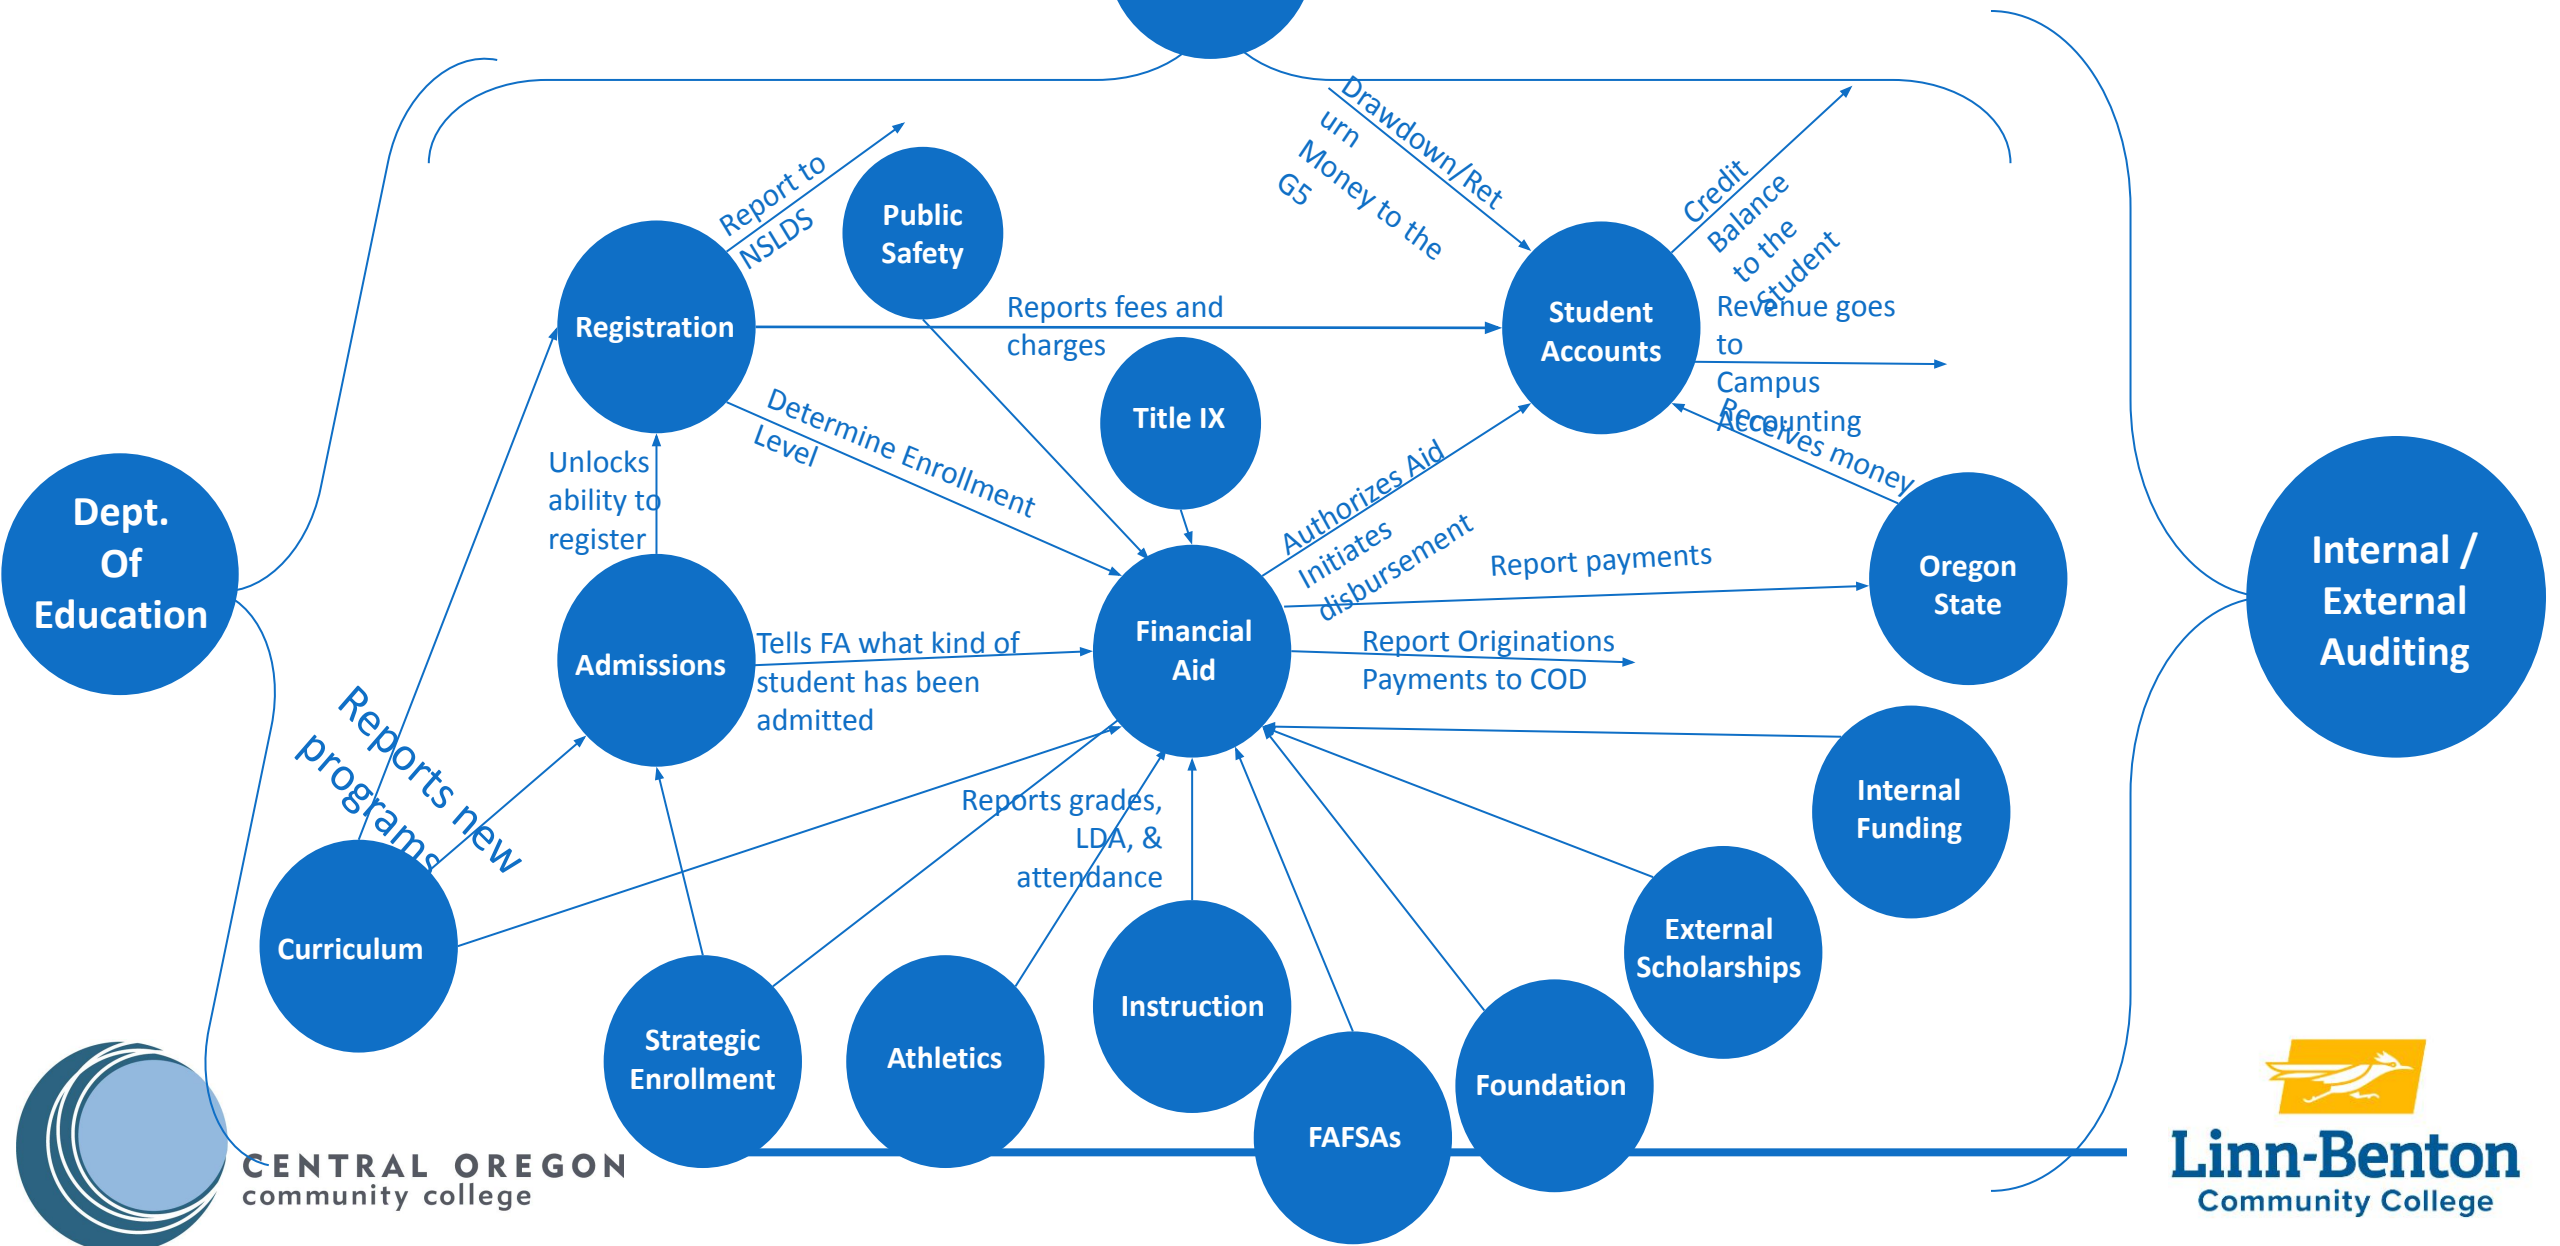 Drawdown/Ret
urn
Money to the
G5
Report to
NSLDS
Public
Safety
Credit
Balance
to the
Student
Registration
Reports fees and
charges
Student
Accounts
Revenue goes
to
Campus
Accounting
Title IX
Determine Enrollment
Level
Receives money
Unlocks
ability to
register
Authorizes Aid
Initiates
disbursement
Dept.
Of
Education
Report payments
Oregon
State
Internal /
External
Auditing
Admissions
Tells FA what kind of
student has been
admitted
Financial
Aid
Report Originations
Payments to COD
Reports new
programs
Reports grades,
LDA, &
attendance
Internal
Funding
Curriculum
External
Scholarships
Instruction
Strategic
Enrollment
Athletics
Foundation
FAFSAs
CENTRAL OREGON
community college
Linn-Benton
Community College